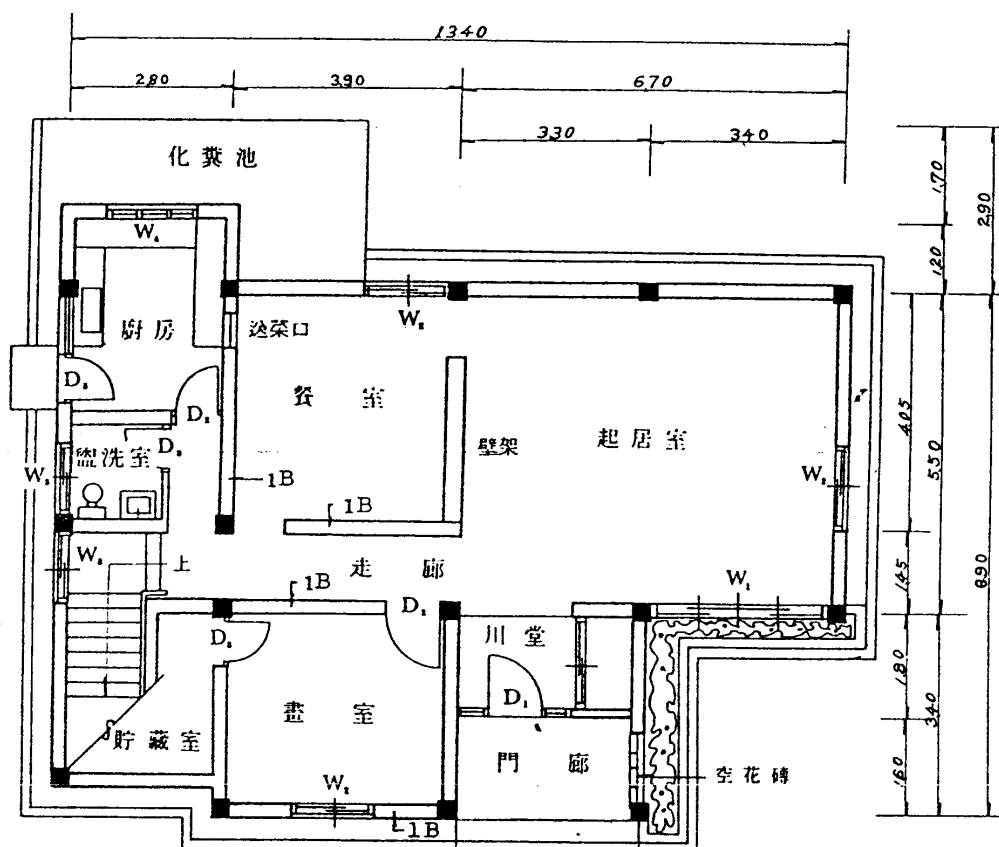 1340
280
390
670
330
340
化糞池
170
290
120
W₄
廚房
送菜口
W₂
餐室
D₃
D₂
D₃
壁架
起居室
405
550
盥洗室
W₃
1B
W₂
1B
上
W₃
走廊
1B
W₁
145
890
D₂
D₂
川堂
D₁
180
340
畫室
貯藏室
門廊
空花磚
160
W₂
1B